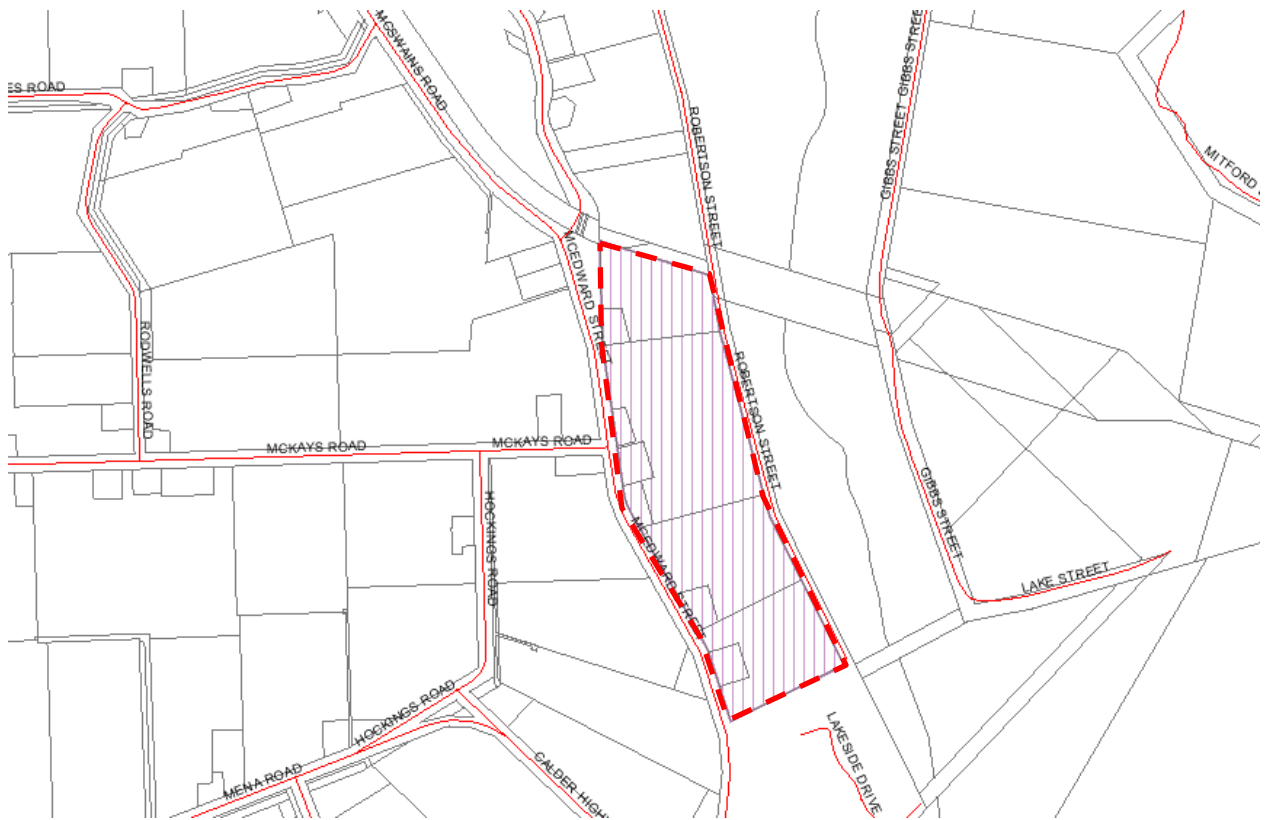 MCSWAINS ROAD
GIBBS STREET
GIBBS STREET
ES ROAD
ROBERTSON STREET
MITFORD
MCEDWARD STREET
RODWELLS ROAD
ROBERTSON STREET
MCKAYS ROAD
MCKAYS ROAD
GIBBS STREET
HOCKINGS ROAD
MCEDWARD STREET
LAKE STREET
HOCKINGS ROAD
LAKESIDE DRIVE
MENA ROAD
CALDER HIGH